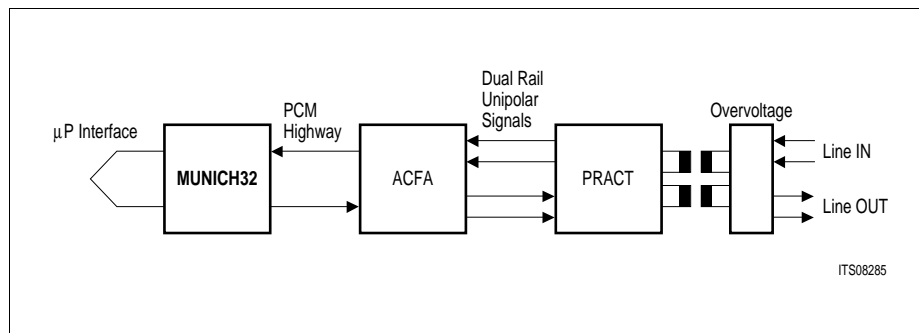 Dual Rail
Unipolar
Signals
PCM
Highway
Overvoltage
µP Interface
MUNICH32
ACFA
PRACT
Line IN
Line OUT
ITS08285